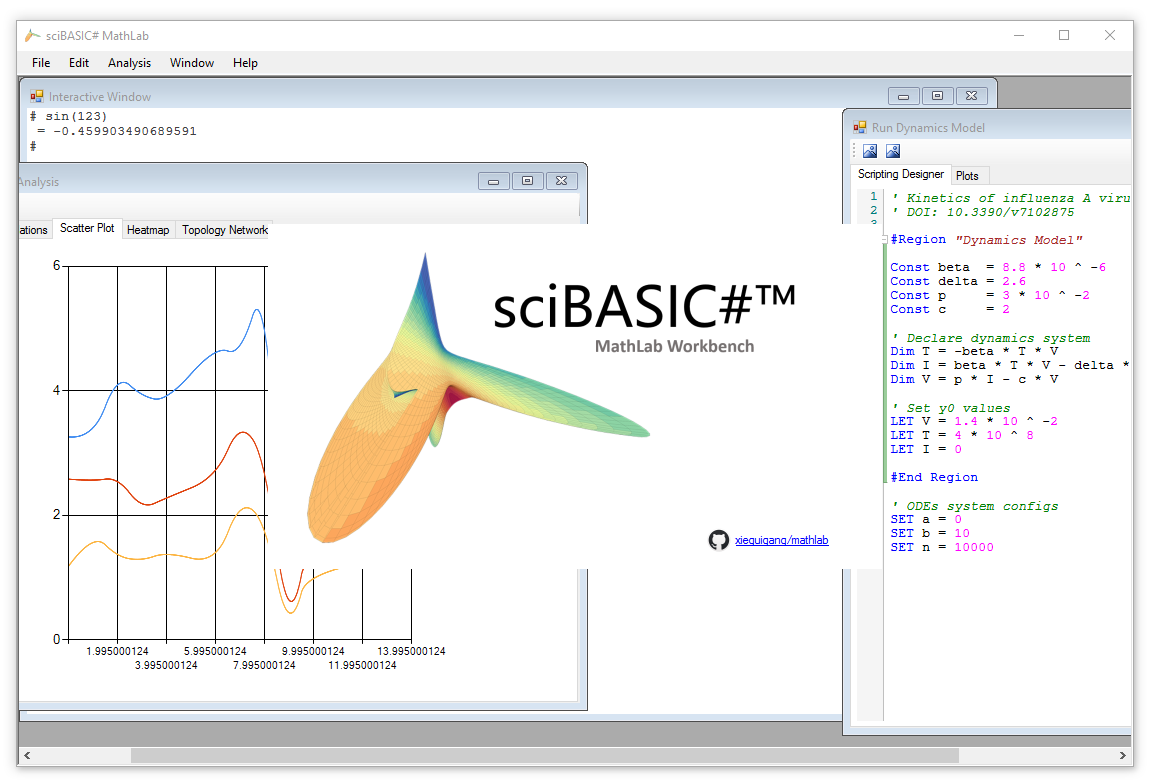 sciBASIC# MathLab
File Edit Analysis Window Help
Interactive Window
# sin(123)
= -0.459903490689591
#
Analysis
ations Scatter Plot Heatmap Topology Network
6
4
2
0
1.995000124 5.995000124 9.995000124 13.995000124
3.995000124 7.995000124 11.995000124
sciBASIC#™
MathLab Workbench
xieguigang/mathlab
Run Dynamics Model
Scripting Designer Plots
1 ' Kinetics of influenza A viru
2 ' DOI: 10.3390/v7102875
3
#Region "Dynamics Model"
Const beta = 8.8 * 10 ^ -6
Const delta = 2.6
Const p = 3 * 10 ^ -2
Const c = 2
' Declare dynamics system
Dim T = -beta * T * V
Dim I = beta * T * V - delta *
Dim V = p * I - c * V
' Set y0 values
LET V = 1.4 * 10 ^ -2
LET T = 4 * 10 ^ 8
LET I = 0
#End Region
' ODEs system configs
SET a = 0
SET b = 10
SET n = 10000